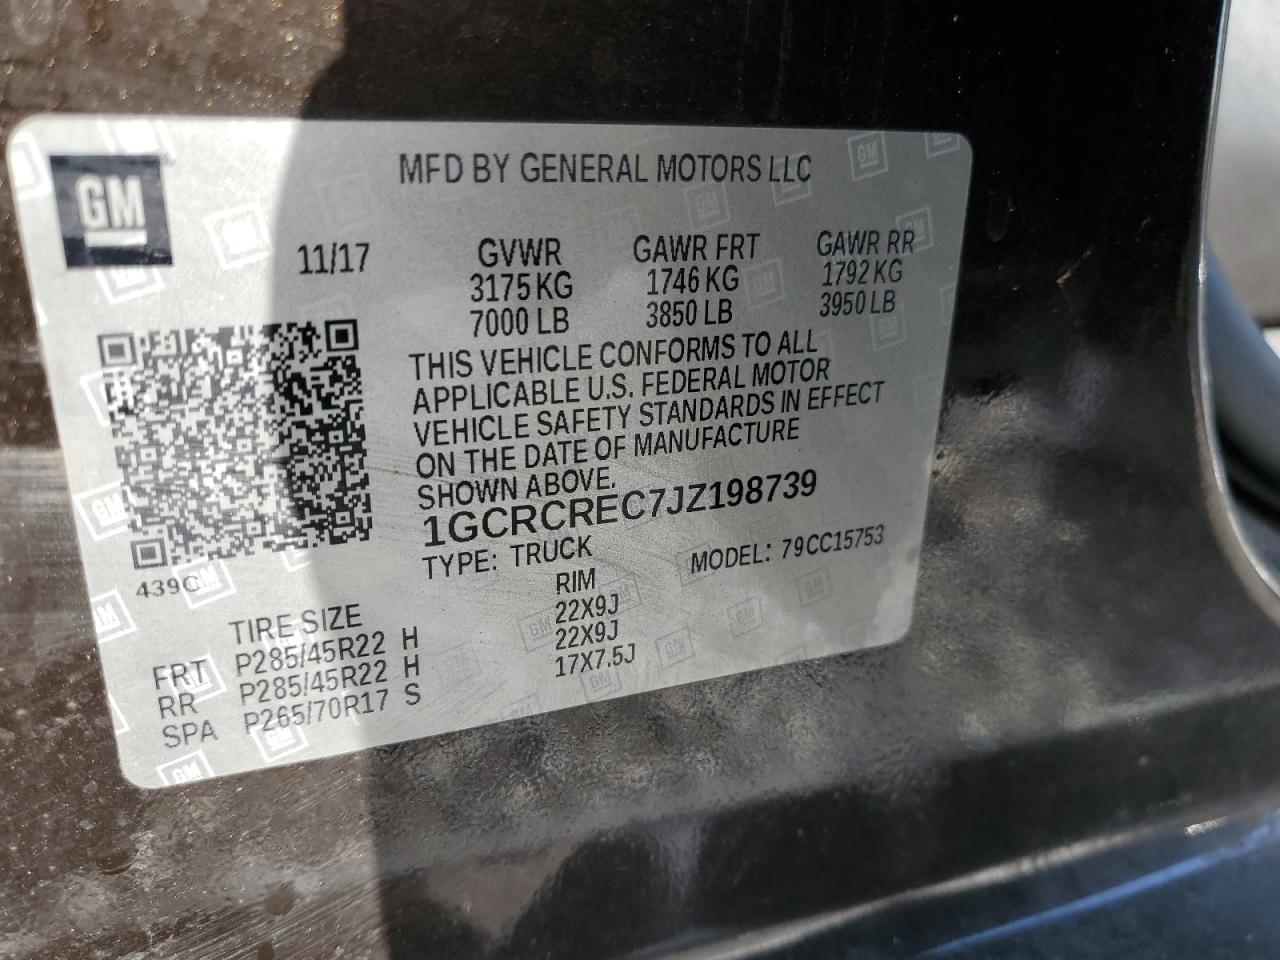 GM
MFD BY GENERAL MOTORS LLC
11/17 GVWR GAWR FRT GAWR RR
3175 KG 1746 KG 1792 KG
7000 LB 3850 LB 3950 LB
THIS VEHICLE CONFORMS TO ALL
APPLICABLE U.S. FEDERAL MOTOR
VEHICLE SAFETY STANDARDS IN EFFECT
ON THE DATE OF MANUFACTURE
SHOWN ABOVE.
1GCRCREC7JZ198739
TYPE: TRUCK MODEL: 79CC15753
439C
TIRE SIZE RIM
FRT P285/45R22 H 22X9J
RR P285/45R22 H 22X9J
SPA P265/70R17 S 17X7.5J